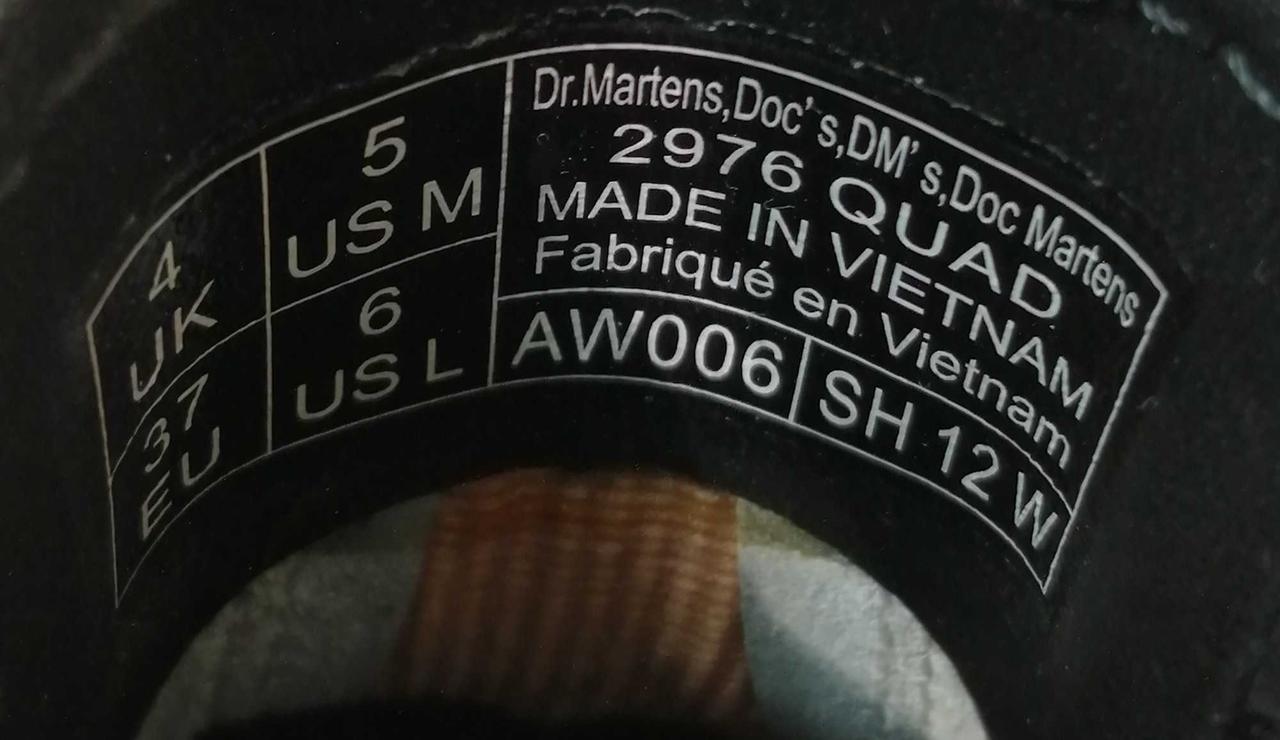 4
UK
37
EU
5
US M
6
US L
Dr.Martens,Doc's,DM's,Doc Martens
2976 QUAD
MADE IN VIETNAM
Fabriqué en Vietnam
AW006
SH 12 W